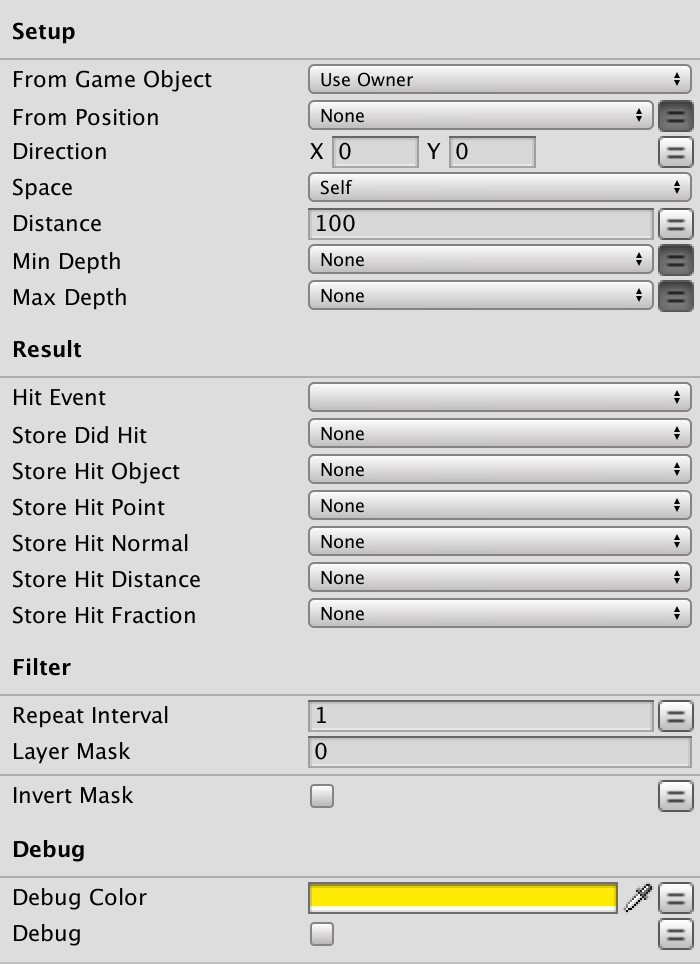 Setup
From Game Object Use Owner
From Position None
Direction X 0 Y 0
Space Self
Distance 100
Min Depth None
Max Depth None
Result
Hit Event
Store Did Hit None
Store Hit Object None
Store Hit Point None
Store Hit Normal None
Store Hit Distance None
Store Hit Fraction None
Filter
Repeat Interval 1
Layer Mask 0
Invert Mask
Debug
Debug Color
Debug